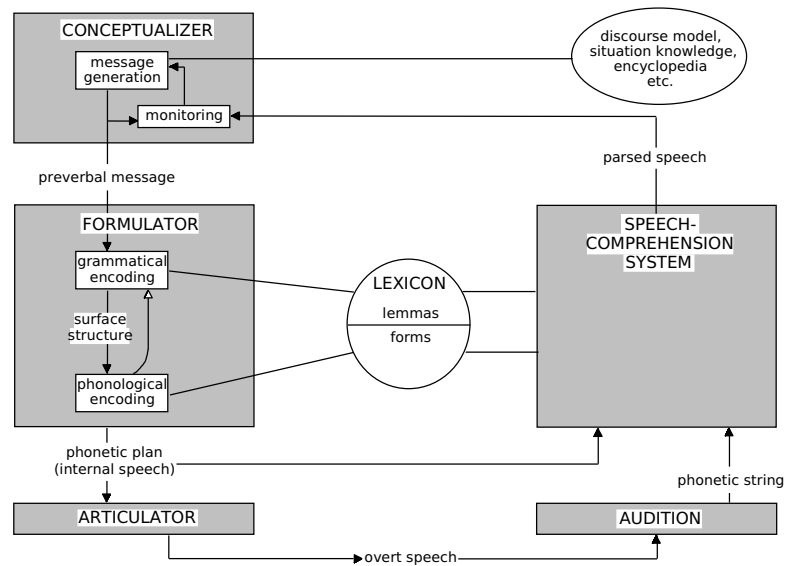 CONCEPTUALIZER
message
generation
monitoring
discourse model,
situation knowledge,
encyclopedia
etc.
parsed speech
preverbal message
FORMULATOR
grammatical
encoding
surface
structure
phonological
encoding
LEXICON
lemmas
forms
SPEECH-
COMPREHENSION
SYSTEM
phonetic plan
(internal speech)
phonetic string
ARTICULATOR
AUDITION
overt speech